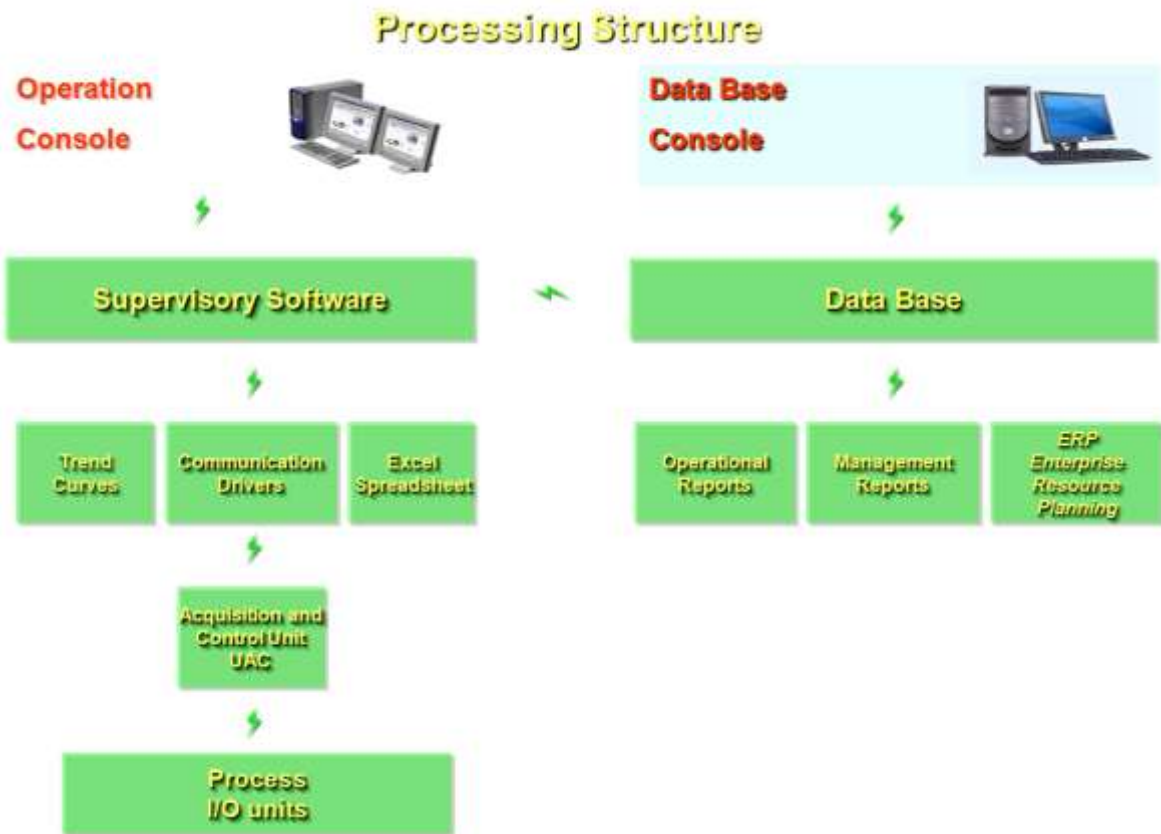 Processing Structure
Operation
Console
Data Base
Console
Supervisory Software
Data Base
Trend
Curves
Communication
Drivers
Excel
Spreadsheet
Operational
Reports
Management
Reports
ERP
Enterprise
Resource
Planning
Acquisition and
Control Unit
UAC
Process
I/O units